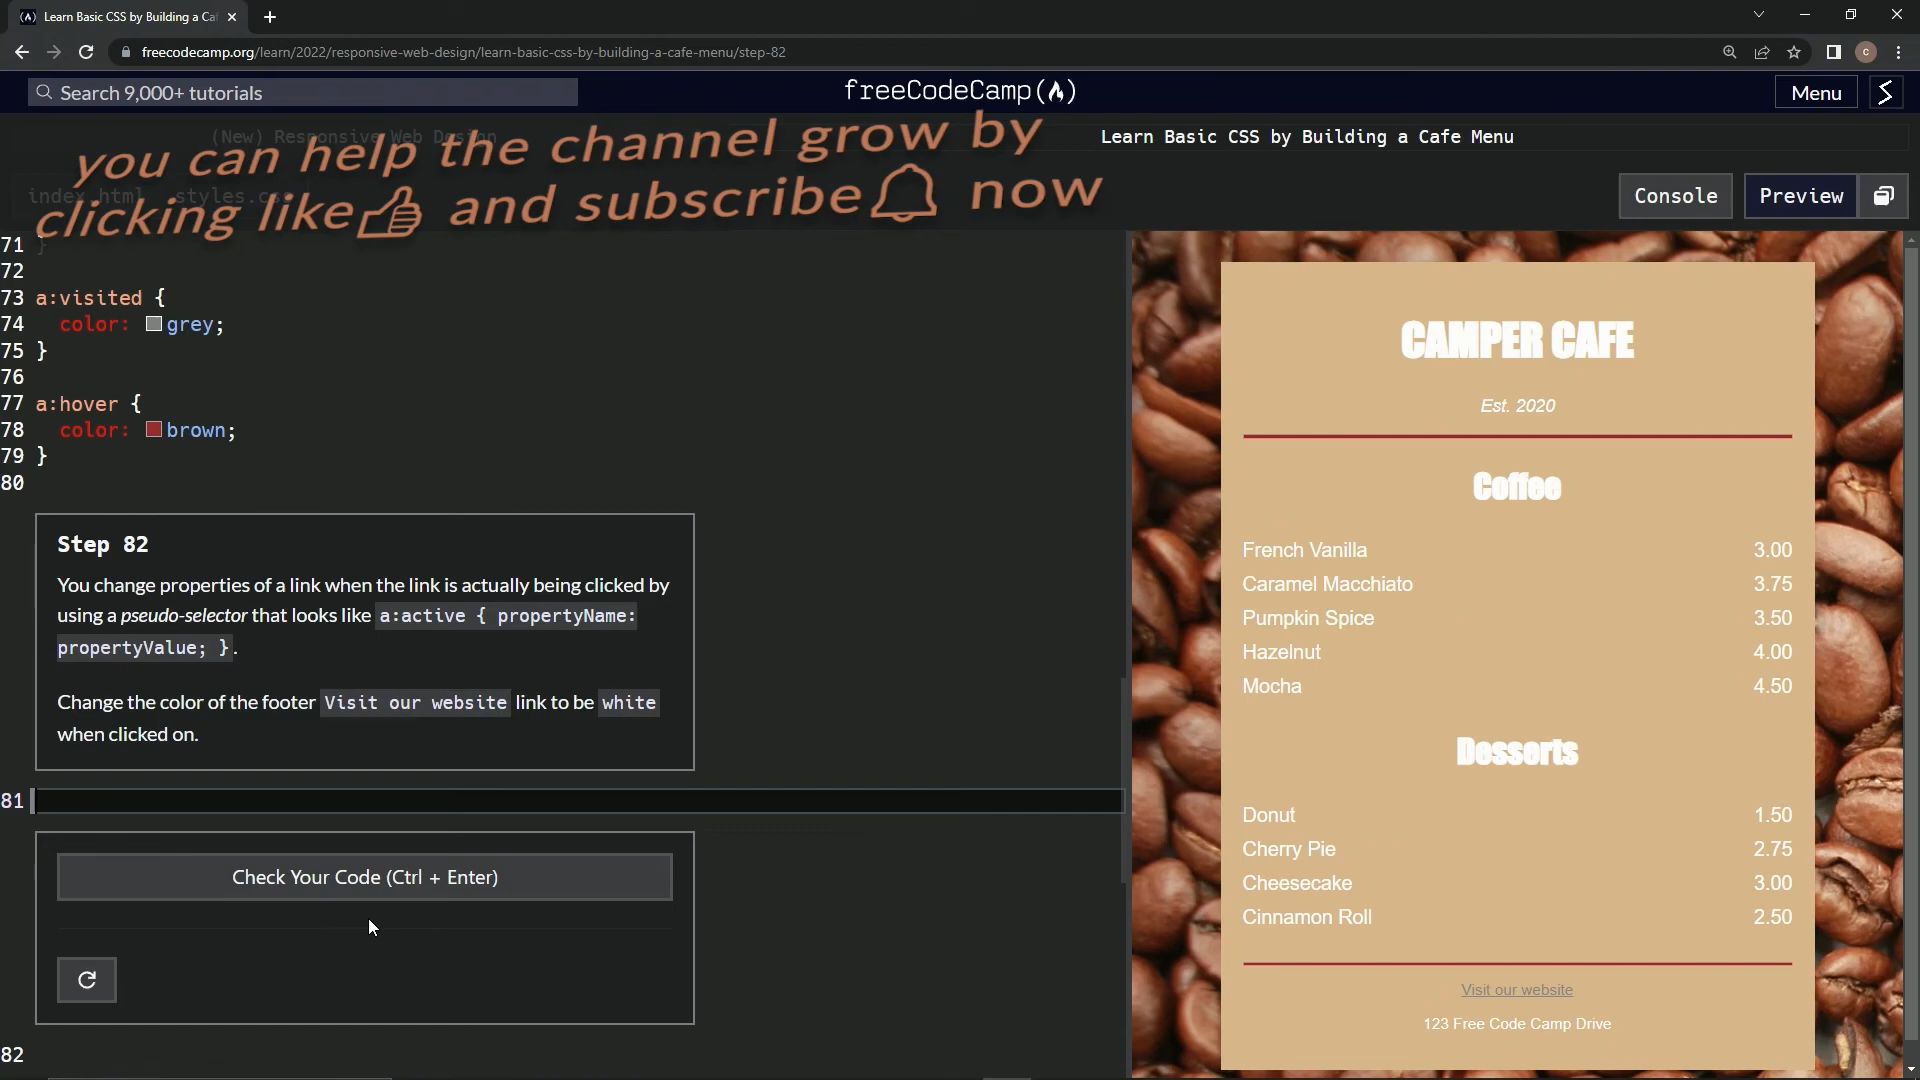 Learn Basic CSS by Building a Caf
freecodecamp.org/learn/2022/responsive-web-design/learn-basic-css-by-building-a-cafe-menu/step-82
C
Search 9,000+ tutorials
freeCodeCamp
Menu
(New) Responsive Web Design
Learn Basic CSS by Building a Cafe Menu
you can help the channel grow by
clicking like and subscribe now
index.html styles.css
Console
Preview
71 }
72
73 a:visited {
74 color: grey;
75 }
76
77 a:hover {
78 color: brown;
79 }
80
Step 82
You change properties of a link when the link is actually being clicked by
using a pseudo-selector that looks like a:active { propertyName:
propertyValue; }.
Change the color of the footer Visit our website link to be white
when clicked on.
81
Check Your Code (Ctrl + Enter)
82
CAMPER CAFE
Est. 2020
Coffee
French Vanilla 3.00
Caramel Macchiato 3.75
Pumpkin Spice 3.50
Hazelnut 4.00
Mocha 4.50
Desserts
Donut 1.50
Cherry Pie 2.75
Cheesecake 3.00
Cinnamon Roll 2.50
Visit our website
123 Free Code Camp Drive